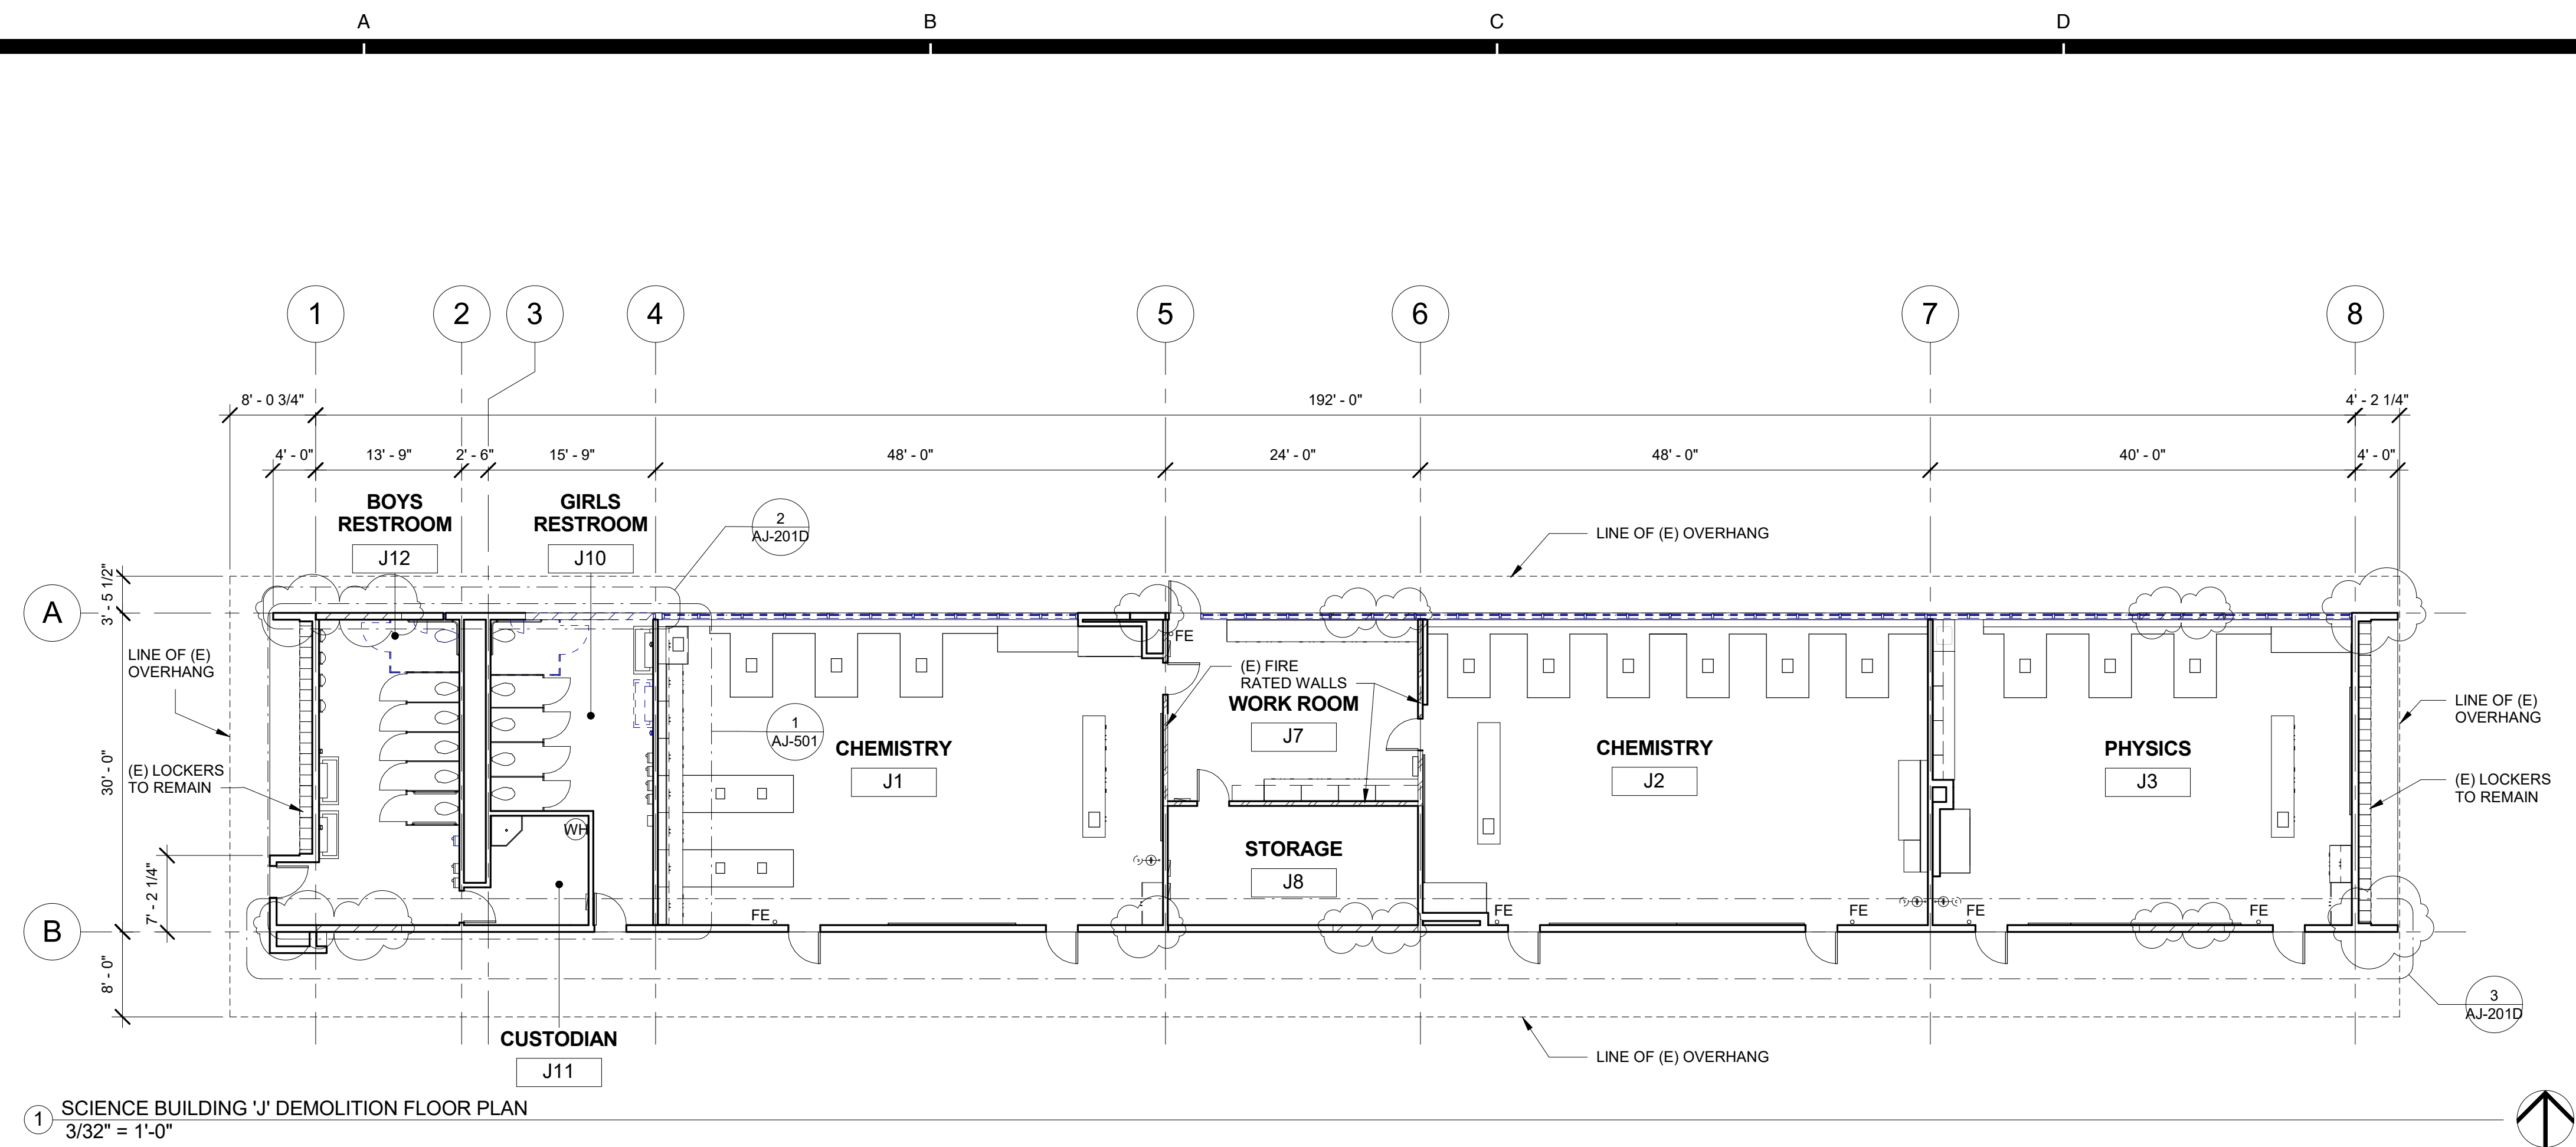 A B C D
1 2 3 4 5 6 7 8
8' - 0 3/4" 192' - 0" 4' - 2 1/4"
4' - 0" 13' - 9" 2' - 6" 15' - 9" 48' - 0" 24' - 0" 48' - 0" 40' - 0" 4' - 0"
BOYS
RESTROOM
J12
GIRLS
RESTROOM
J10
2
AJ-201D
LINE OF (E) OVERHANG
3' - 5 1/2"
A
FE
LINE OF (E)
OVERHANG
(E) FIRE
RATED WALLS
WORK ROOM
J7
1
AJ-501
CHEMISTRY
J1
CHEMISTRY
J2
PHYSICS
J3
LINE OF (E)
OVERHANG
30' - 0"
(E) LOCKERS
TO REMAIN
(E) LOCKERS
TO REMAIN
WH
STORAGE
J8
7' - 2 1/4"
FE
FE
FE
FE
FE
B
8' - 0"
3
AJ-201D
CUSTODIAN
J11
LINE OF (E) OVERHANG
1
SCIENCE BUILDING 'J' DEMOLITION FLOOR PLAN
3/32" = 1'-0"